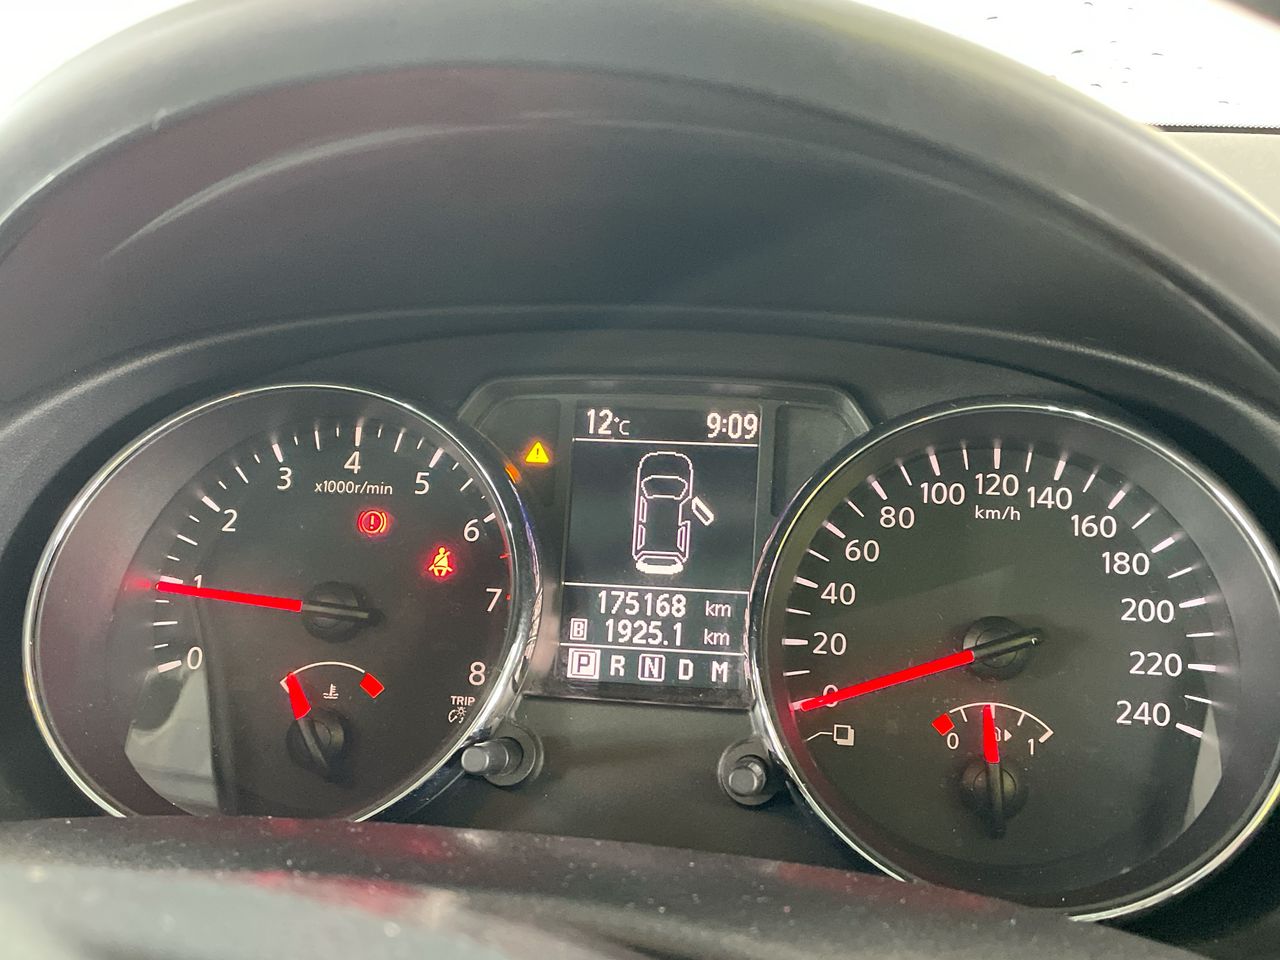 12°C 9:09
0 1 2 3 4 5 6 7 8
x1000r/min
TRIP
175168 km
B 1925.1 km
P R N D M
0 20 40 60 80 100 120 140 160 180 200 220 240
km/h
0 1